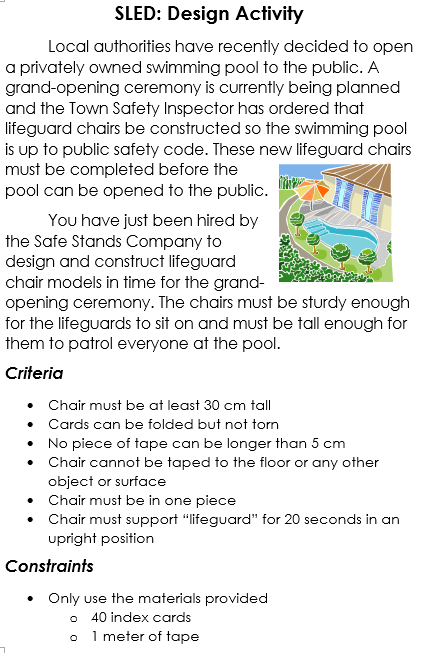 SLED: Design Activity
Local authorities have recently decided to open
a privately owned swimming pool to the public. A
grand-opening ceremony is currently being planned
and the Town Safety Inspector has ordered that
lifeguard chairs be constructed so the swimming pool
is up to public safety code. These new lifeguard chairs
must be completed before the
pool can be opened to the public.
You have just been hired by
the Safe Stands Company to
design and construct lifeguard
chair models in time for the grand-
opening ceremony. The chairs must be sturdy enough
for the lifeguards to sit on and must be tall enough for
them to patrol everyone at the pool.
Criteria
• Chair must be at least 30 cm tall
• Cards can be folded but not torn
• No piece of tape can be longer than 5 cm
• Chair cannot be taped to the floor or any other
object or surface
• Chair must be in one piece
• Chair must support “lifeguard” for 20 seconds in an
upright position
Constraints
• Only use the materials provided
o 40 index cards
o 1 meter of tape